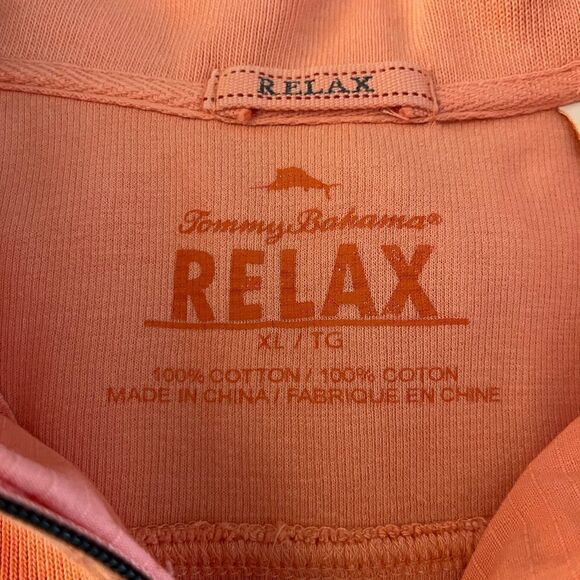 RELAX
Tommy Bahama®
RELAX
XL / TG
100% COTTON / 100% COTON
MADE IN CHINA / FABRIQUE EN CHINE